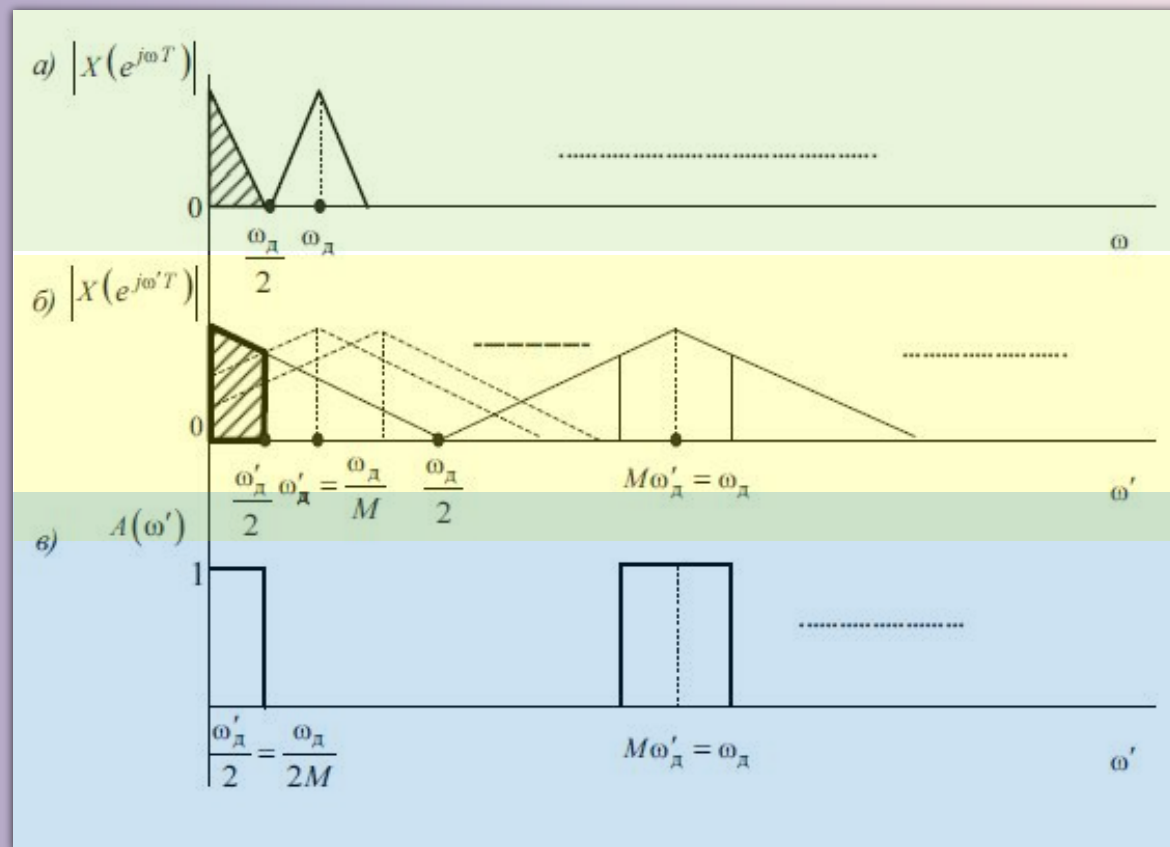 а) |X(e^{jωT})|
0
ω_д/2 ω_д ω
б) |X(e^{jω′T})|
0
ω′_д/2 ω′_д = ω_д/M ω_д/2 Mω′_д = ω_д ω′
в) A(ω′)
1
ω′_д/2 = ω_д/2M Mω′_д = ω_д ω′